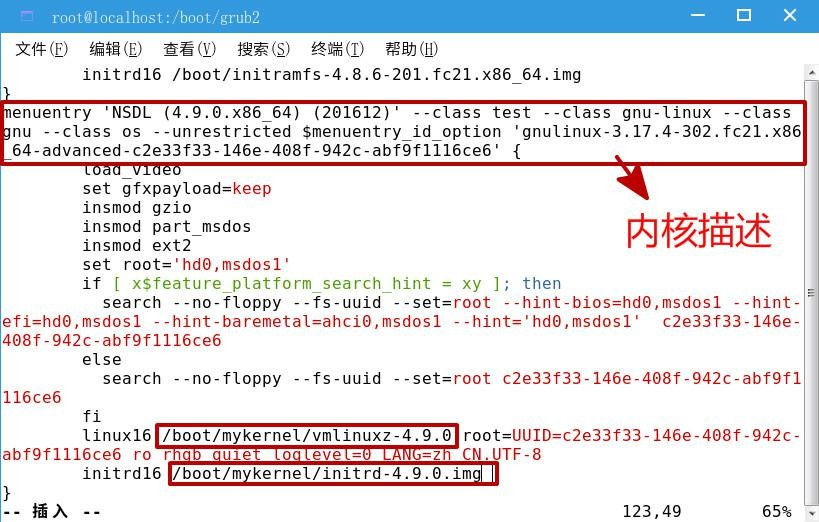 root@localhost:/boot/grub2
文件(F) 编辑(E) 查看(V) 搜索(S) 终端(T) 帮助(H)
initrd16 /boot/initramfs-4.8.6-201.fc21.x86_64.img
}
menuentry 'NSDL (4.9.0.x86_64) (201612)' --class test --class gnu-linux --class
gnu --class os --unrestricted $menuentry_id_option 'gnulinux-3.17.4-302.fc21.x86
_64-advanced-c2e33f33-146e-408f-942c-abf9f1116ce6' {
load_video
内核描述
set gfxpayload=keep
insmod gzio
insmod part_msdos
insmod ext2
set root='hd0,msdos1'
if [ x$feature_platform_search_hint = xy ]; then
search --no-floppy --fs-uuid --set=root --hint-bios=hd0,msdos1 --hint-
efi=hd0,msdos1 --hint-baremetal=ahci0,msdos1 --hint='hd0,msdos1'  c2e33f33-146e-
408f-942c-abf9f1116ce6
else
search --no-floppy --fs-uuid --set=root c2e33f33-146e-408f-942c-abf9f1
116ce6
fi
linux16 /boot/mykernel/vmlinuxz-4.9.0 root=UUID=c2e33f33-146e-408f-942c-
abf9f1116ce6 ro rhgb quiet loglevel=0 LANG=zh_CN.UTF-8
initrd16 /boot/mykernel/initrd-4.9.0.img
}
-- 插入 -- 123,49 65%